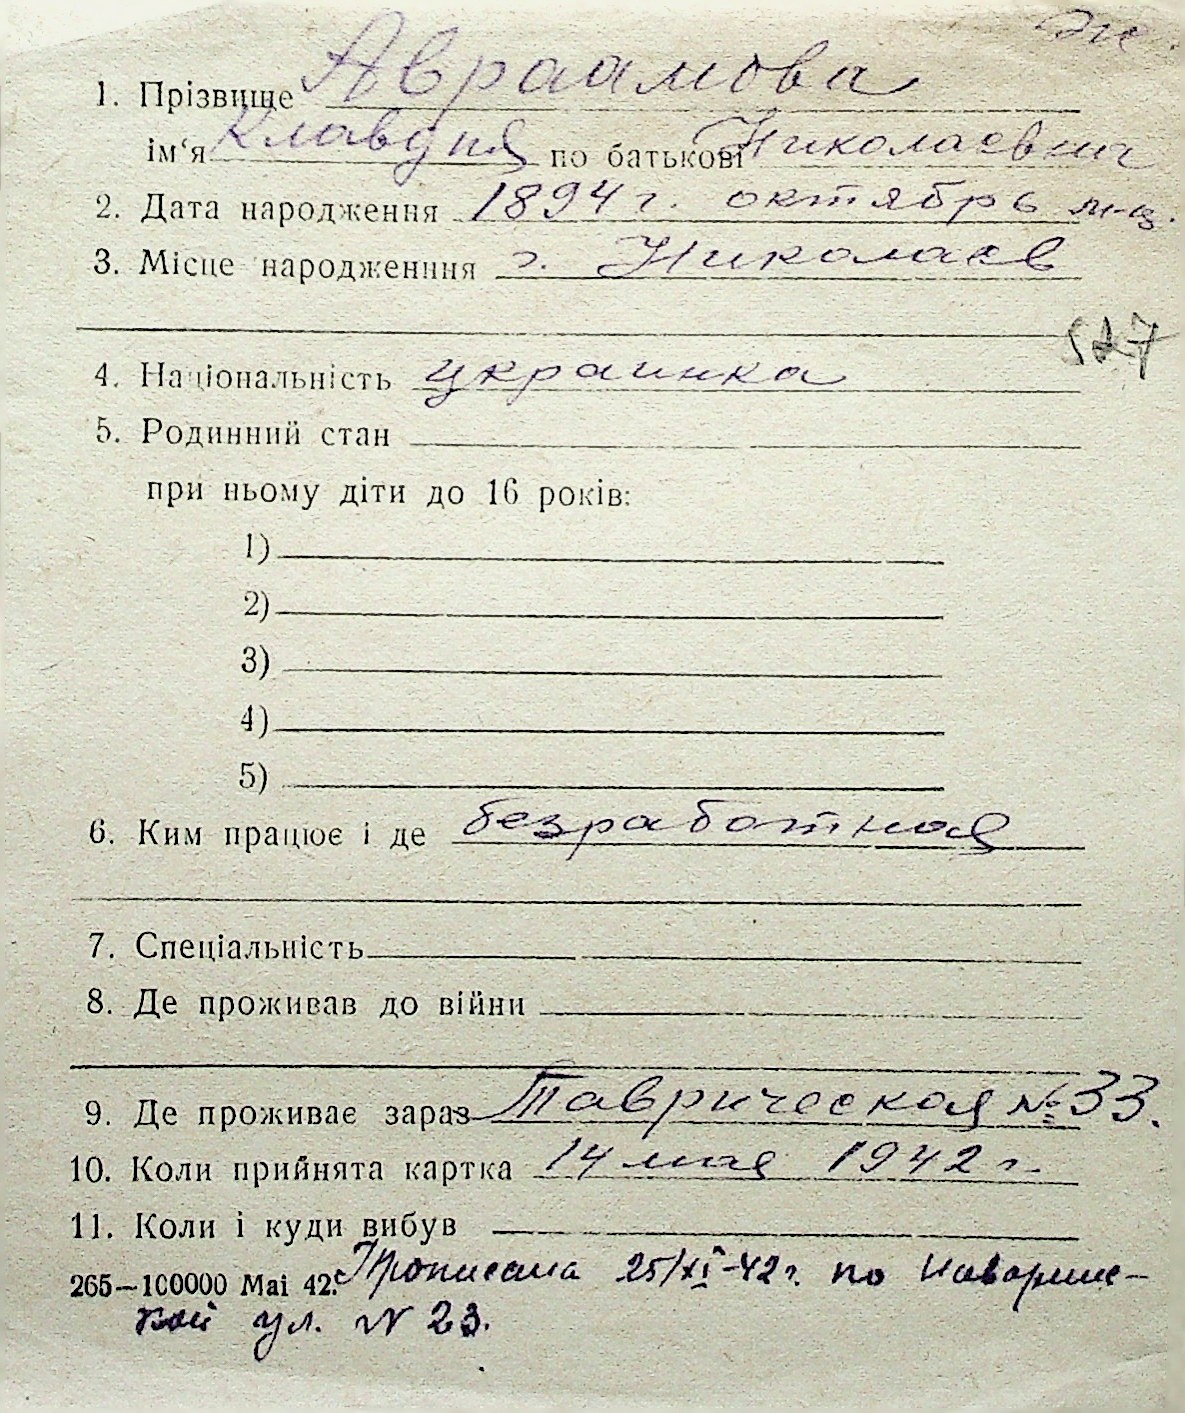 1. Прізвище Авраамова
ім‘я Клавдия по батькові Николаевна
2. Дата народження 1894 г. октябрь м-ц.
3. Місце народженння г. Николаев
4. Національність украинка
5. Родинний стан
при ньому діти до 16 років:
1)
2)
3)
4)
5)
6. Ким працює і де безработная
7. Спеціальність
8. Де проживав до війни
9. Де проживає зараз Таврическая № 33.
10. Коли прийнята картка 14 мая 1942 г.
11. Коли і куди вибув
265—100000 Mai 42. Прописана 25/XI-42 г. по Наварин-
ской ул. N 23.